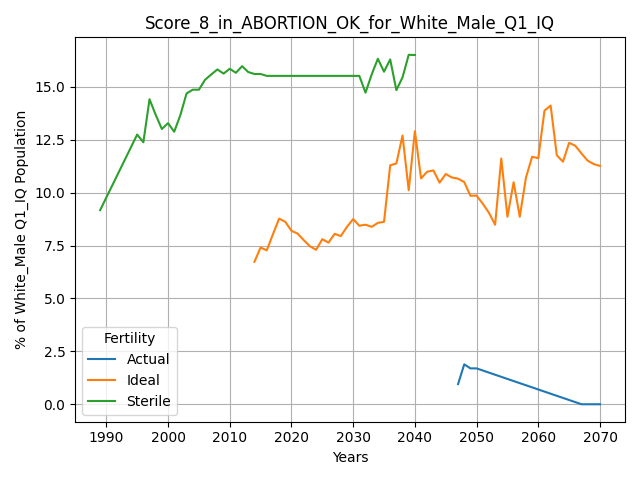 Score_8_in_ABORTION_OK_for_White_Male_Q1_IQ
% of White_Male Q1_IQ Population
15.0
12.5
10.0
7.5
5.0
2.5
0.0
Fertility
Actual
Ideal
Sterile
1990 2000 2010 2020 2030 2040 2050 2060 2070
Years